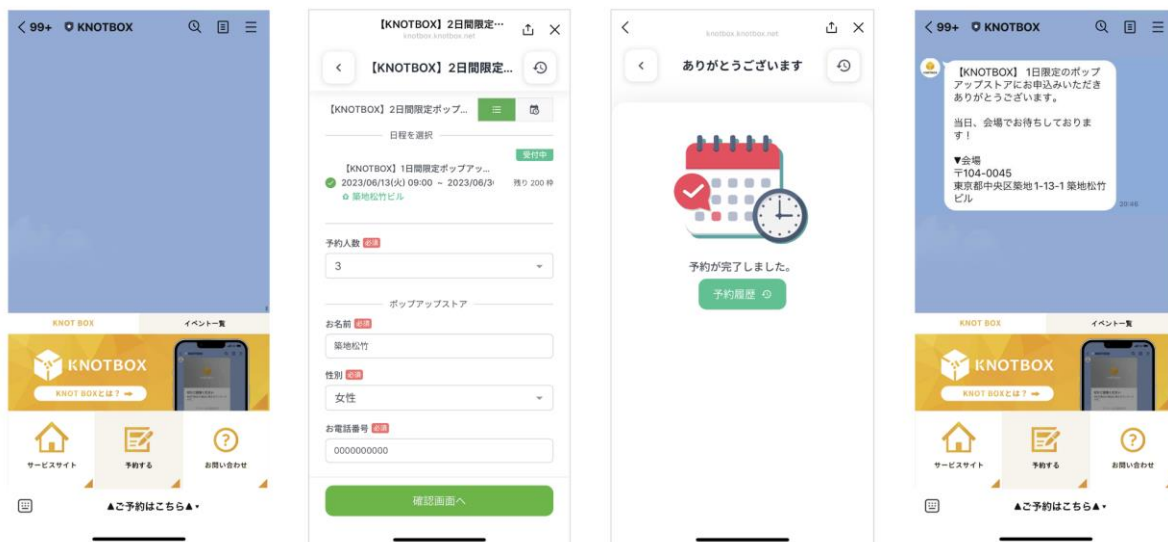 99+ KNOTBOX
KNOT BOX
イベント一覧
KNOTBOX
KNOT BOXとは？
サービスサイト
予約する
お問い合わせ
▲ご予約はこちら▲
【KNOTBOX】2日間限定…
knotbox.knotbox.net
【KNOTBOX】2日間限定...
【KNOTBOX】2日間限定ポップ...
日程を選択
受付中
【KNOTBOX】1日間限定ポップアッ...
2023/06/13(火) 09:00 ~ 2023/06/3
残り 200 枠
築地松竹ビル
予約人数 必須
3
ポップアップストア
お名前 必須
築地松竹
性別 必須
女性
お電話番号 必須
0000000000
確認画面へ
knotbox.knotbox.net
ありがとうございます
予約が完了しました。
予約履歴
99+ KNOTBOX
【KNOTBOX】 1日限定のポップ
アップストアにお申込みいただき
ありがとうございます。
当日、会場でお待ちしておりま
す！
▼会場
〒104-0045
東京都中央区築地1-13-1 築地松竹
ビル
20:46
KNOT BOX
イベント一覧
KNOTBOX
KNOT BOXとは？
サービスサイト
予約する
お問い合わせ
▲ご予約はこちら▲